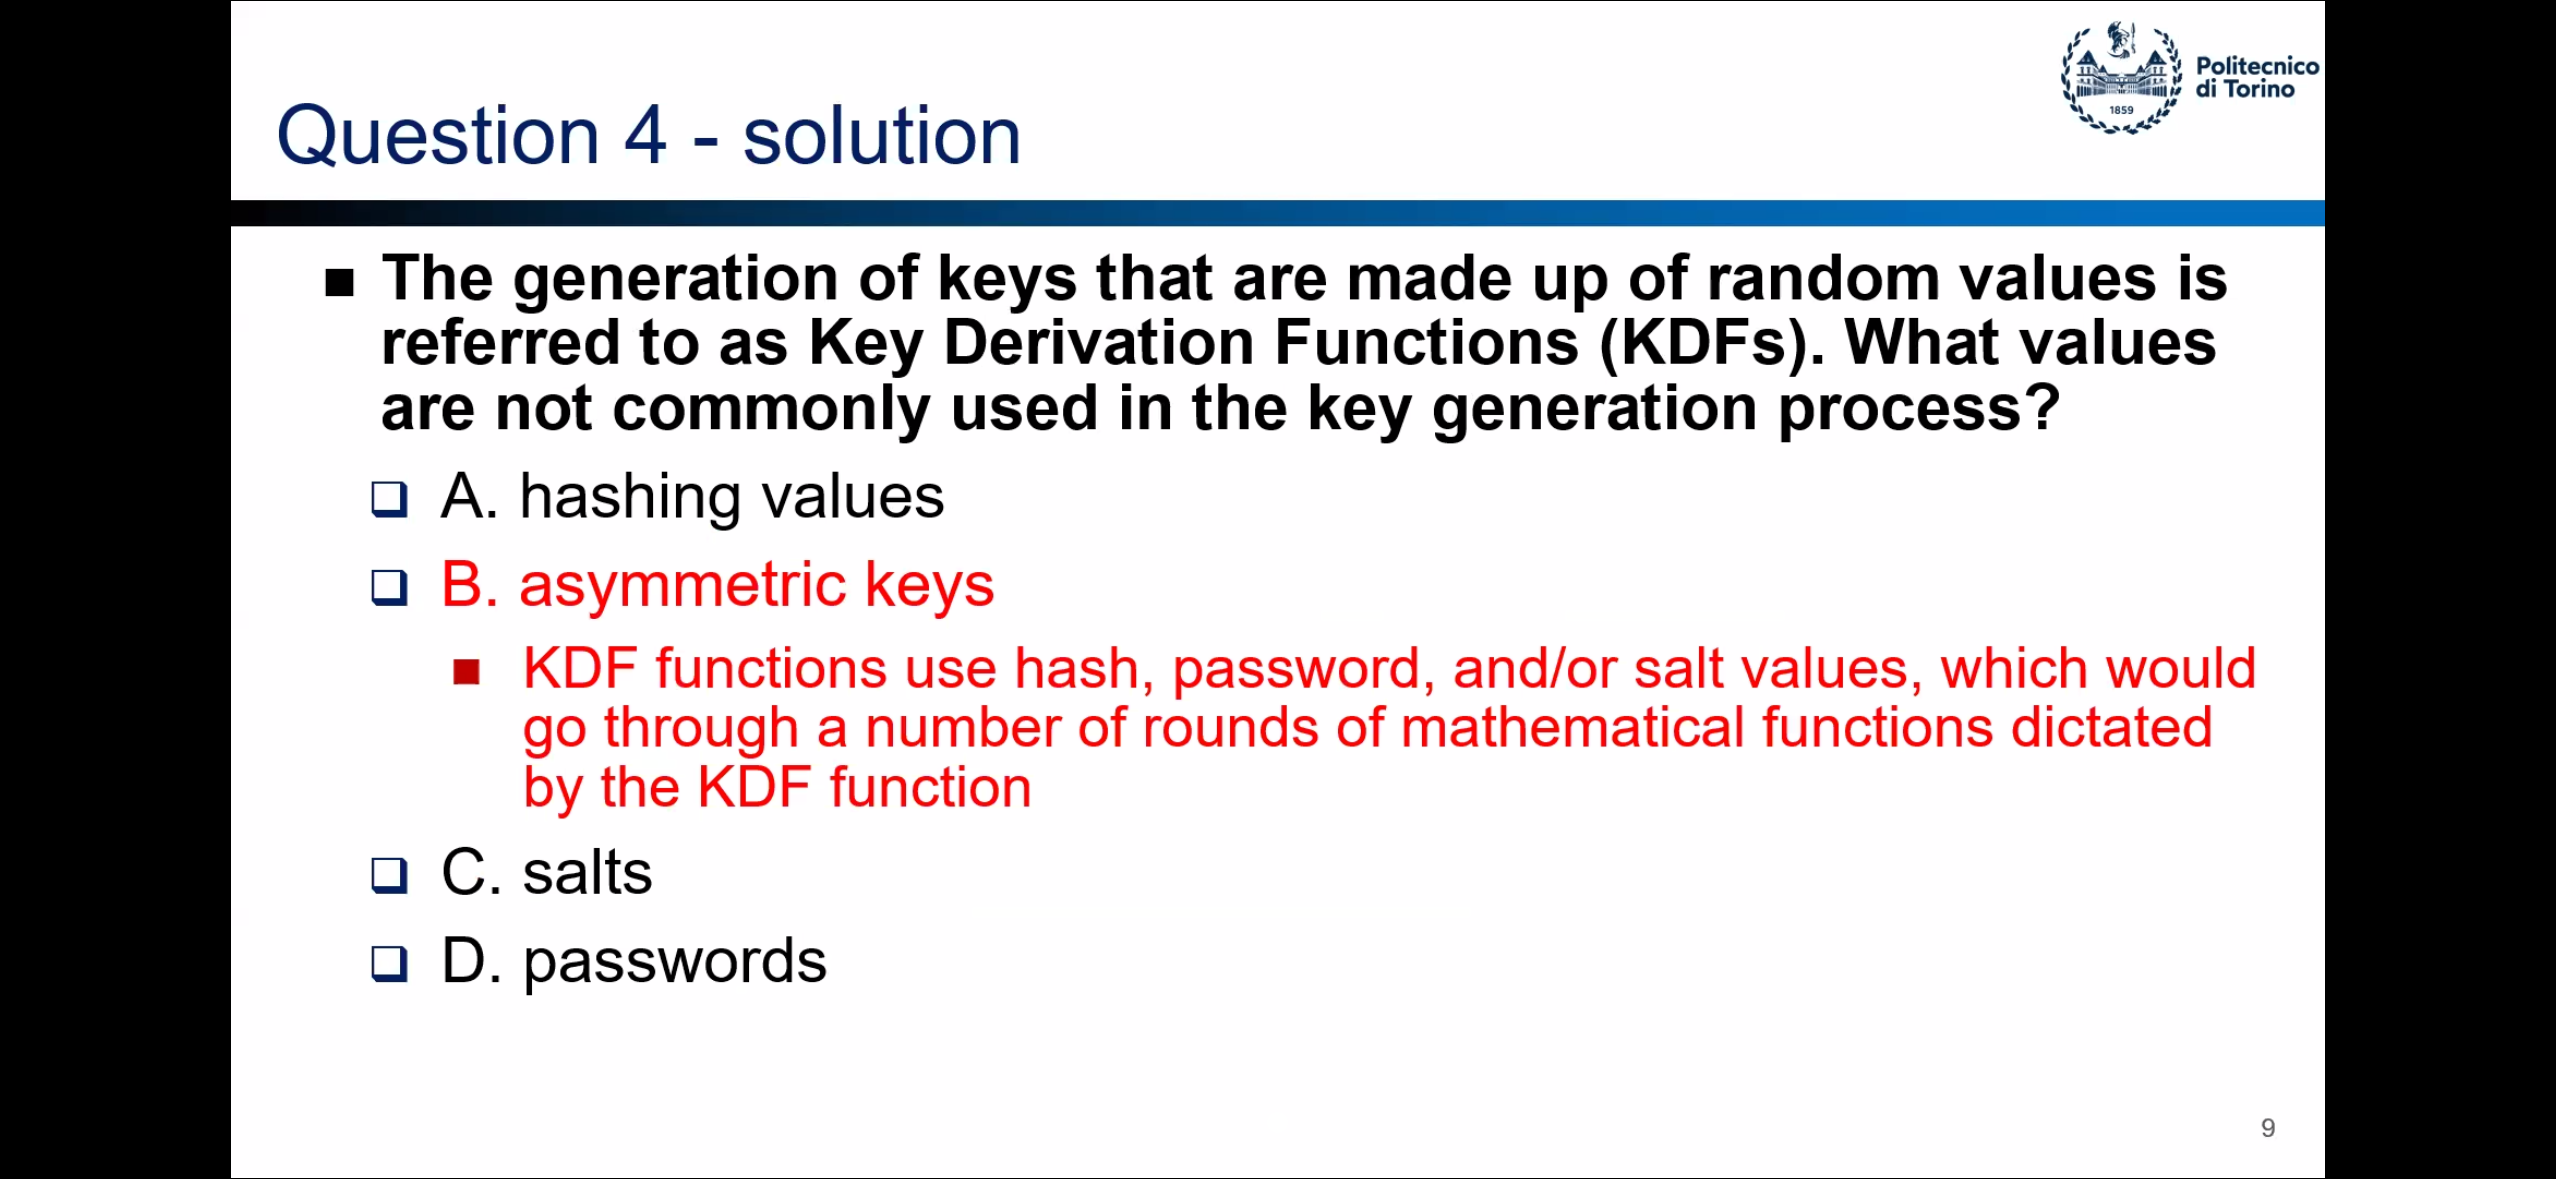 Politecnico
di Torino
1859
Question 4 - solution
The generation of keys that are made up of random values is
referred to as Key Derivation Functions (KDFs). What values
are not commonly used in the key generation process?
A. hashing values
B. asymmetric keys
KDF functions use hash, password, and/or salt values, which would
go through a number of rounds of mathematical functions dictated
by the KDF function
C. salts
D. passwords
9